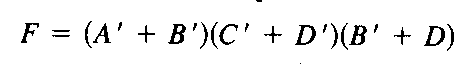 F = (A' + B')(C' + D')(B' + D)